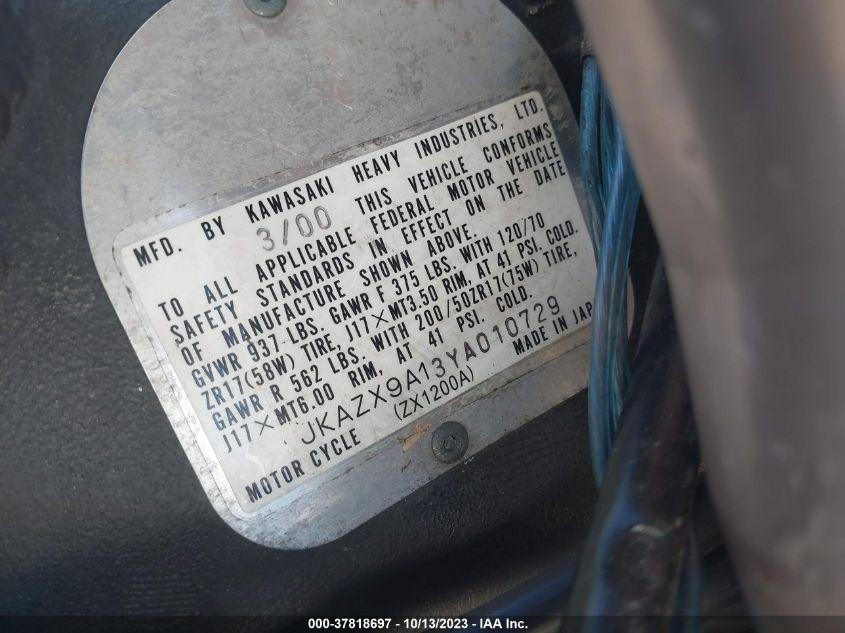 MFD. BY KAWASAKI HEAVY INDUSTRIES, LTD.
3/00 THIS VEHICLE CONFORMS
TO ALL APPLICABLE FEDERAL MOTOR VEHICLE
SAFETY STANDARDS IN EFFECT ON THE DATE
OF MANUFACTURE SHOWN ABOVE.
GVWR 937 LBS. GAWR F 375 LBS. WITH 120/70
ZR17(58W) TIRE, J17×MT3.50 RIM, AT 41 PSI. COLD.
GAWR R 562 LBS. WITH 200/50ZR17(75W) TIRE,
J17×MT6.00 RIM, AT 41 PSI. COLD.
JKAZX9A13YA010729
MOTOR CYCLE (ZX1200A) MADE IN JAP
000-37818697 - 10/13/2023 - IAA Inc.